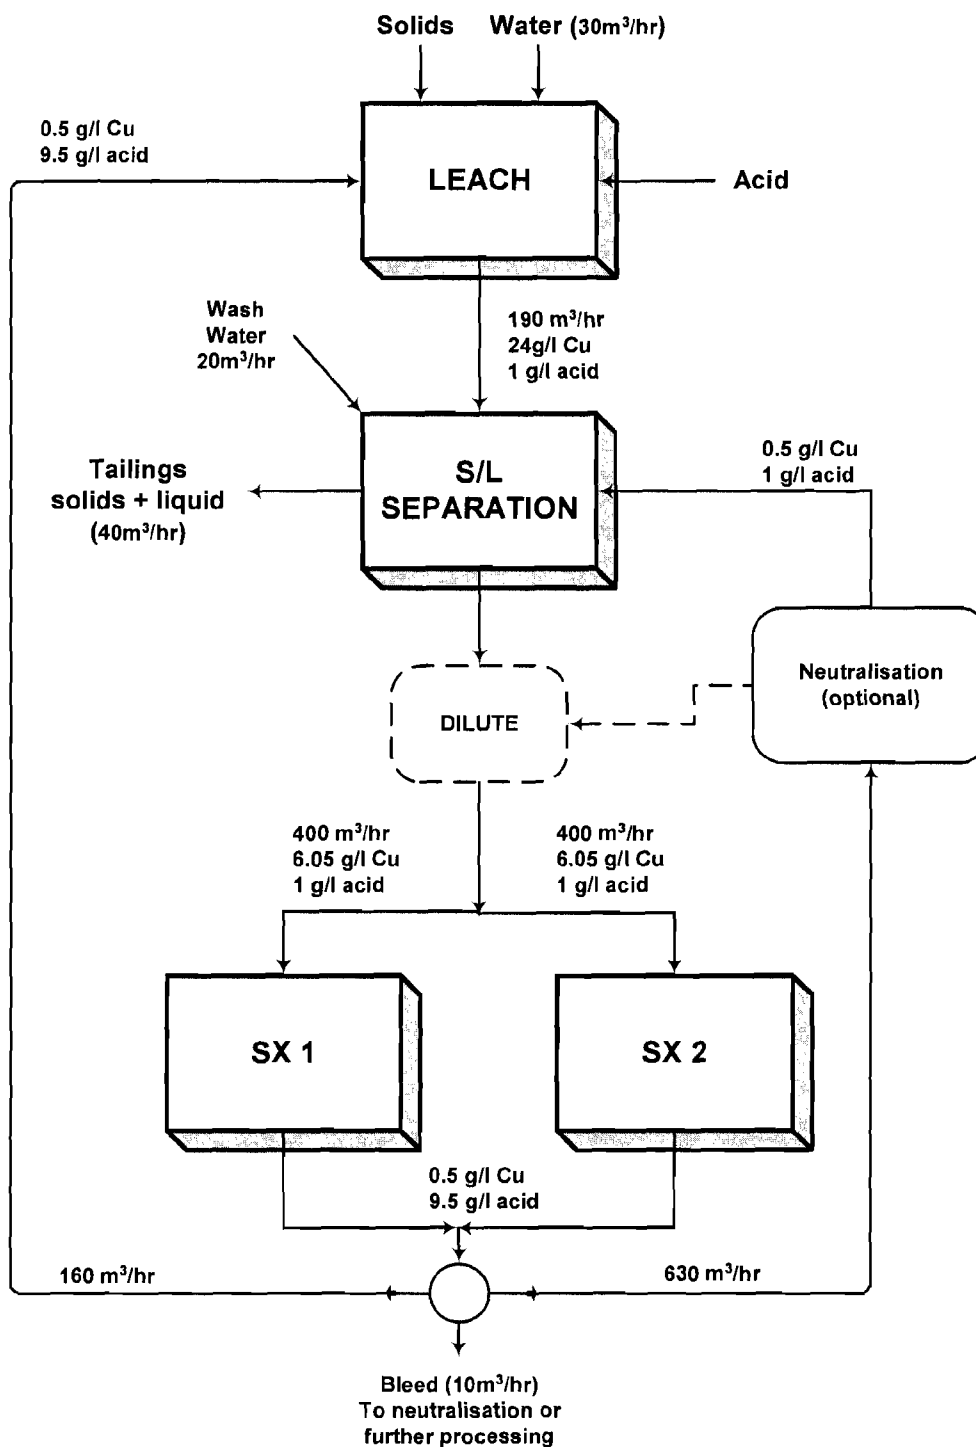 Solids Water (30m³/hr)
0.5 g/l Cu
9.5 g/l acid
LEACH
Acid
Wash
Water
20m³/hr
190 m³/hr
24g/l Cu
1 g/l acid
Tailings
solids + liquid
(40m³/hr)
S/L
SEPARATION
0.5 g/l Cu
1 g/l acid
Neutralisation
(optional)
DILUTE
400 m³/hr
6.05 g/l Cu
1 g/l acid
400 m³/hr
6.05 g/l Cu
1 g/l acid
SX 1
SX 2
0.5 g/l Cu
9.5 g/l acid
160 m³/hr
630 m³/hr
Bleed (10m³/hr)
To neutralisation or
further processing